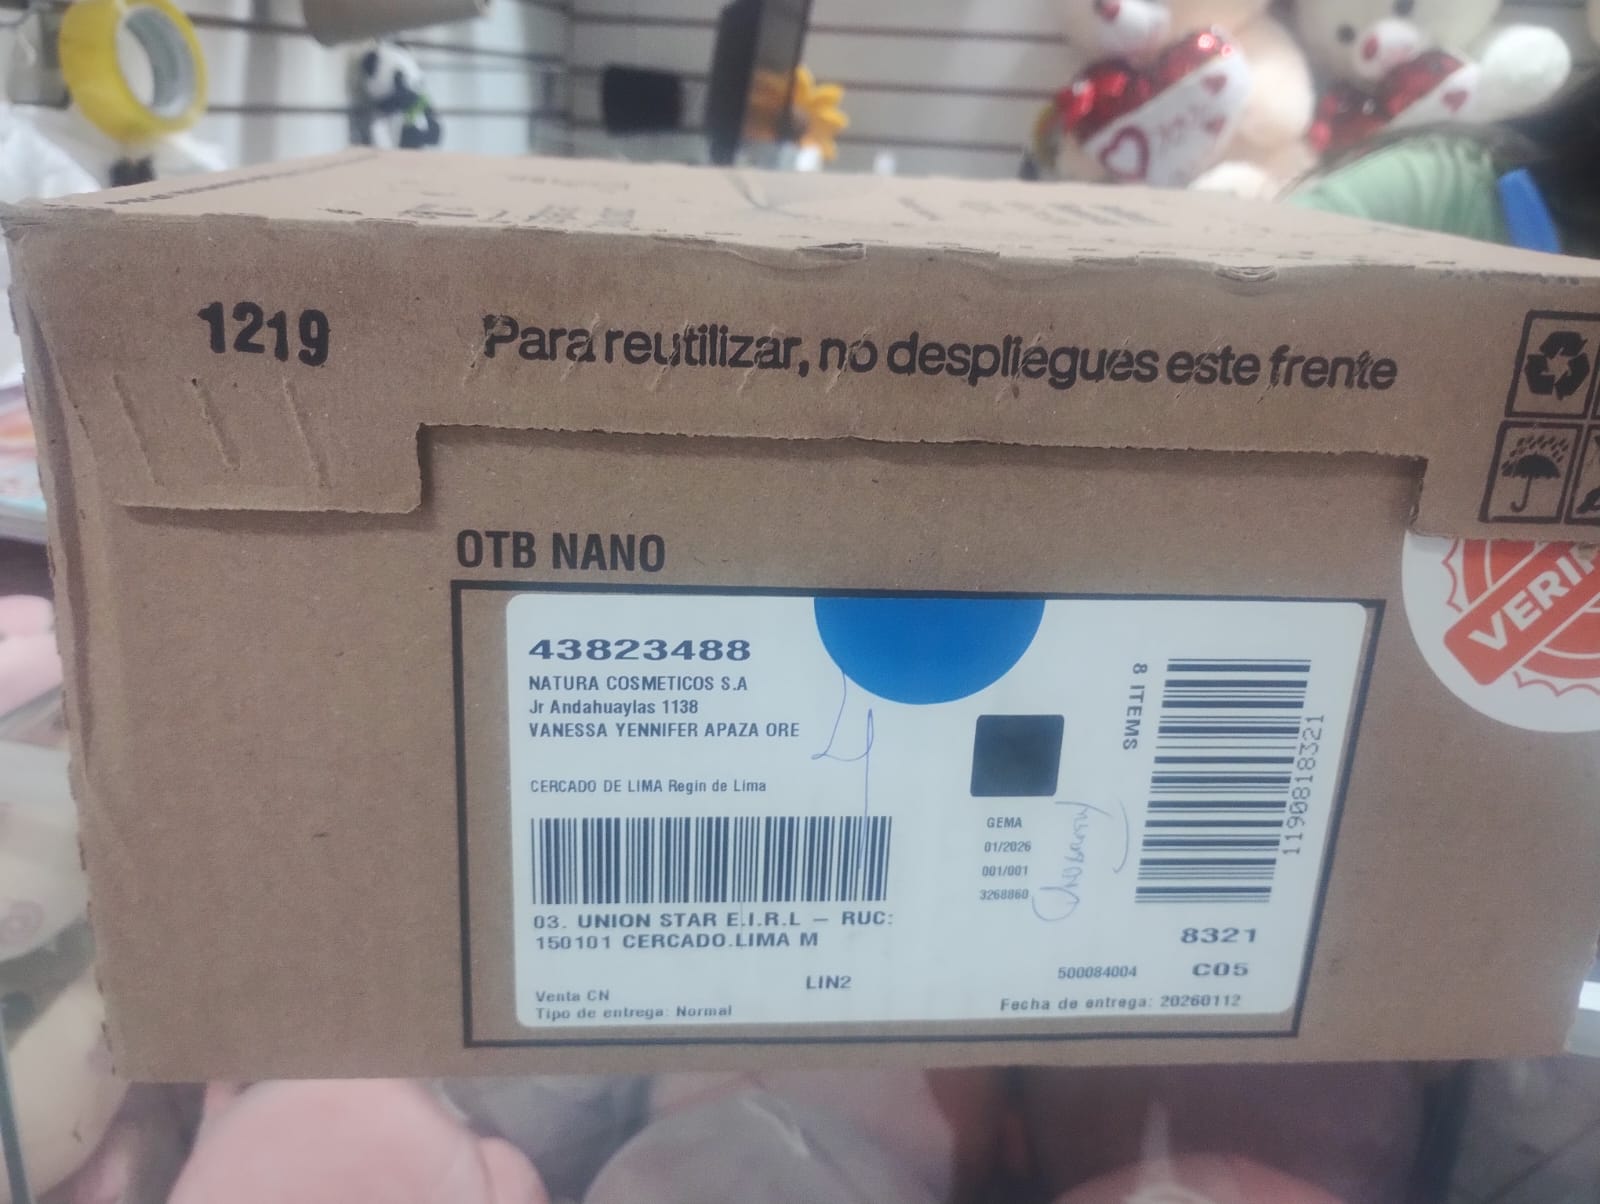 1219
Para reutilizar, no despliegues este frente
OTB NANO
VERI
43823488
NATURA COSMETICOS S.A
Jr Andahuaylas 1138
VANESSA YENNIFER APAZA ORE
CERCADO DE LIMA Regin de Lima
8 ITEMS
1190818321
GEMA
01/2026
001/001
3268860
03. UNION STAR E.I.R.L – RUC:
150101 CERCADO.LIMA M
8321
LIN2
500084004
C05
Venta CN
Tipo de entrega: Normal
Fecha de entrega: 20260112